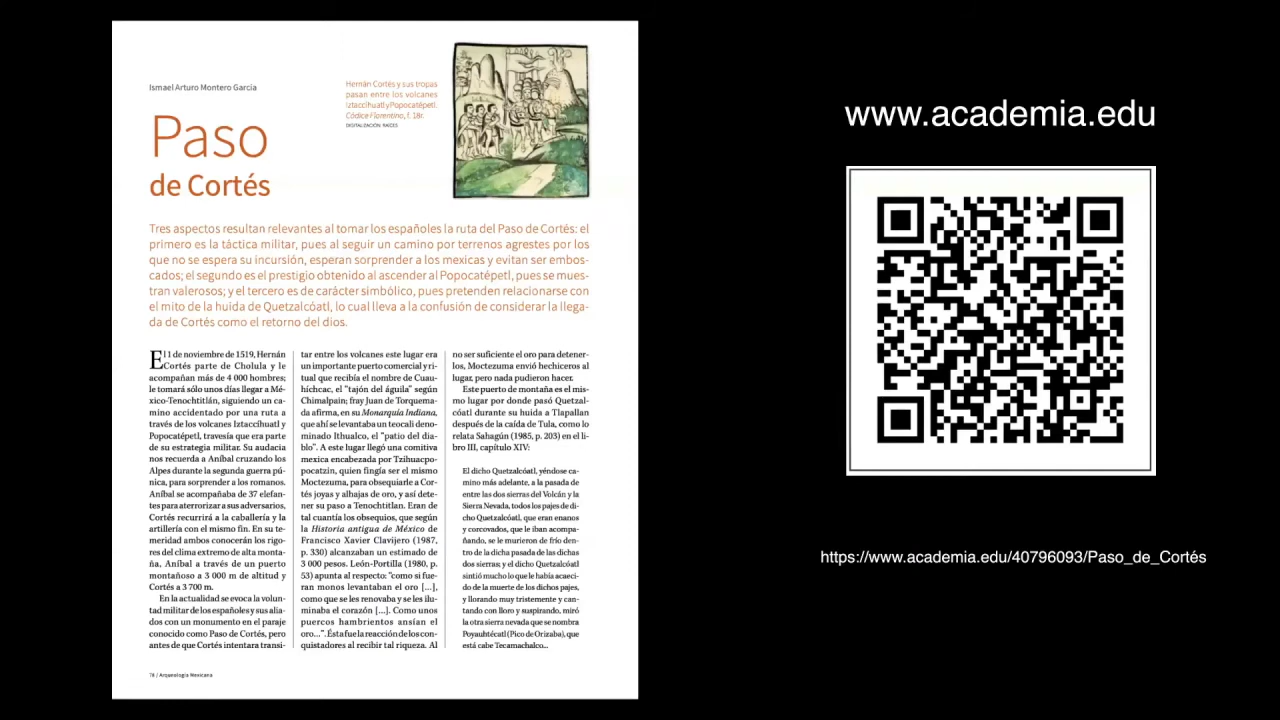 Ismael Arturo Montero García
Paso
de Cortés
Hernán Cortés y sus tropas
pasan entre los volcanes
Iztaccíhuatl y Popocatépetl.
Códice Florentino, f. 18r.
DIGITALIZACIÓN: RAÍCES
Tres aspectos resultan relevantes al tomar los españoles la ruta del Paso de Cortés: el
primero es la táctica militar, pues al seguir un camino por terrenos agrestes por los
que no se espera su incursión, esperan sorprender a los mexicas y evitan ser embos-
cados; el segundo es el prestigio obtenido al ascender al Popocatépetl, pues se mues-
tran valerosos; y el tercero es de carácter simbólico, pues pretenden relacionarse con
el mito de la huida de Quetzalcóatl, lo cual lleva a la confusión de considerar la llega-
da de Cortés como el retorno del dios.
El 1 de noviembre de 1519, Hernán
Cortés parte de Cholula y le
acompañan más de 4 000 hombres;
le tomará sólo unos días llegar a Mé-
xico-Tenochtitlán, siguiendo un ca-
mino accidentado por una ruta a
través de los volcanes Iztaccíhuatl y
Popocatépetl, travesía que era parte
de su estrategia militar. Su audacia
nos recuerda a Aníbal cruzando los
Alpes durante la segunda guerra pú-
nica, para sorprender a los romanos.
Aníbal se acompañaba de 37 elefan-
tes para aterrorizar a sus adversarios,
Cortés recurrirá a la caballería y la
artillería con el mismo fin. En su te-
meridad ambos conocerán los rigo-
res del clima extremo de alta monta-
ña, Aníbal a través de un puerto
montañoso a 3 000 m de altitud y
Cortés a 3 700 m.
En la actualidad se evoca la volun-
tad militar de los españoles y sus alia-
dos con un monumento en el paraje
conocido como Paso de Cortés, pero
antes de que Cortés intentara transi-
tar entre los volcanes este lugar era
un importante puerto comercial y ri-
tual que recibía el nombre de Cuau-
híchcac, el "tajón del águila" según
Chimalpain; fray Juan de Torquema-
da afirma, en su Monarquía Indiana,
que ahí se levantaba un teocali deno-
minado Ithualco, el "patio del dia-
blo". A este lugar llegó una comitiva
mexica encabezada por Tzihuacpo-
popocatzin, quien fingía ser el mismo
Moctezuma, para obsequiarle a Cor-
tés joyas y alhajas de oro, y así dete-
ner su paso a Tenochtitlan. Eran de
tal cuantía los obsequios, que según
la Historia antigua de México de
Francisco Xavier Clavijero (1987,
p. 330) alcanzaban un estimado de
3 000 pesos. León-Portilla (1980, p.
53) apunta al respecto: "como si fue-
ran monos levantaban el oro [...],
como que se les renovaba y se les ilu-
minaba el corazón [...]. Como unos
puercos hambrientos ansían el
oro...". Ésta fue la reacción de los con-
quistadores al recibir tal riqueza. Al
no ser suficiente el oro para detener-
los, Moctezuma envió hechiceros al
lugar, pero nada pudieron hacer.
Este puerto de montaña es el mis-
mo lugar por donde pasó Quetzal-
cóatl durante su huida a Tlapallan
después de la caída de Tula, como lo
relata Sahagún (1985, p. 203) en el li-
bro III, capítulo XIV:
El dicho Quetzalcóatl, yéndose ca-
mino más adelante, a la pasada de
entre las dos sierras del Volcán y la
Sierra Nevada, todos los pajes de di-
cho Quetzalcóatl, que eran enanos
y corcovados, que le iban acompa-
ñando, se le murieron de frío den-
tro de la dicha pasada de las dichas
dos sierras; y el dicho Quetzalcóatl
sintió mucho lo que le había acaeci-
do de la muerte de los dichos pajes,
y llorando muy tristemente y can-
tando con lloro y suspirando, miró
la otra sierra nevada que se nombra
Poyauhtécatl (Pico de Orizaba), que
está cabe Tecamachalco...
78 / Arqueología Mexicana
www.academia.edu
https://www.academia.edu/40796093/Paso_de_Cortés